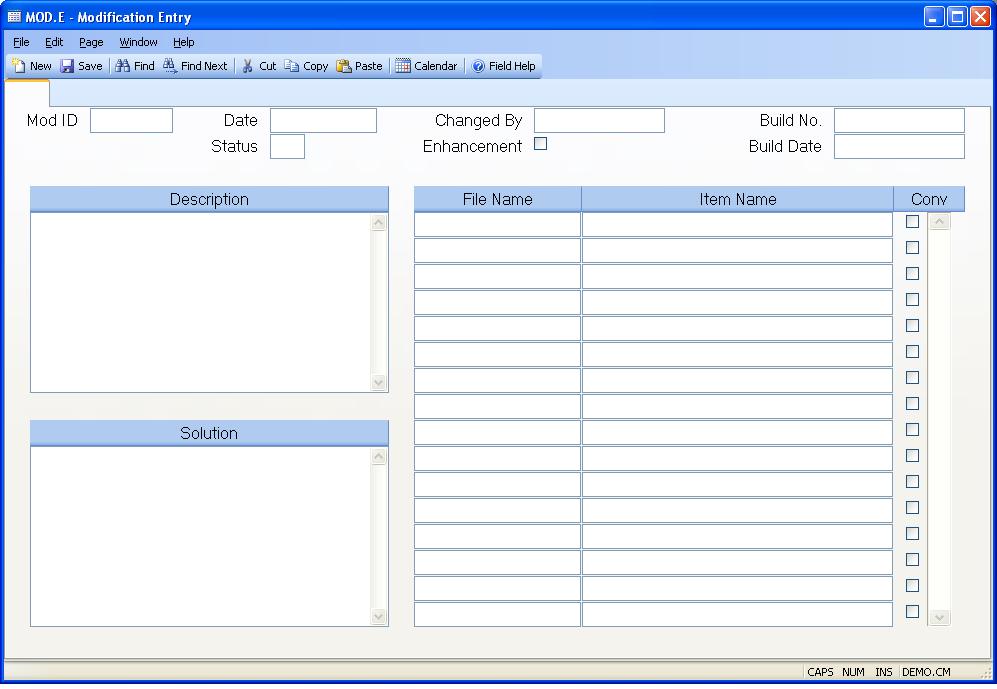 MOD.E - Modification Entry
File Edit Page Window Help
New Save Find Find Next Cut Copy Paste Calendar Field Help
Mod ID Date Changed By Build No.
Status Enhancement Build Date
Description File Name Item Name Conv
Solution
CAPS NUM INS DEMO.CM